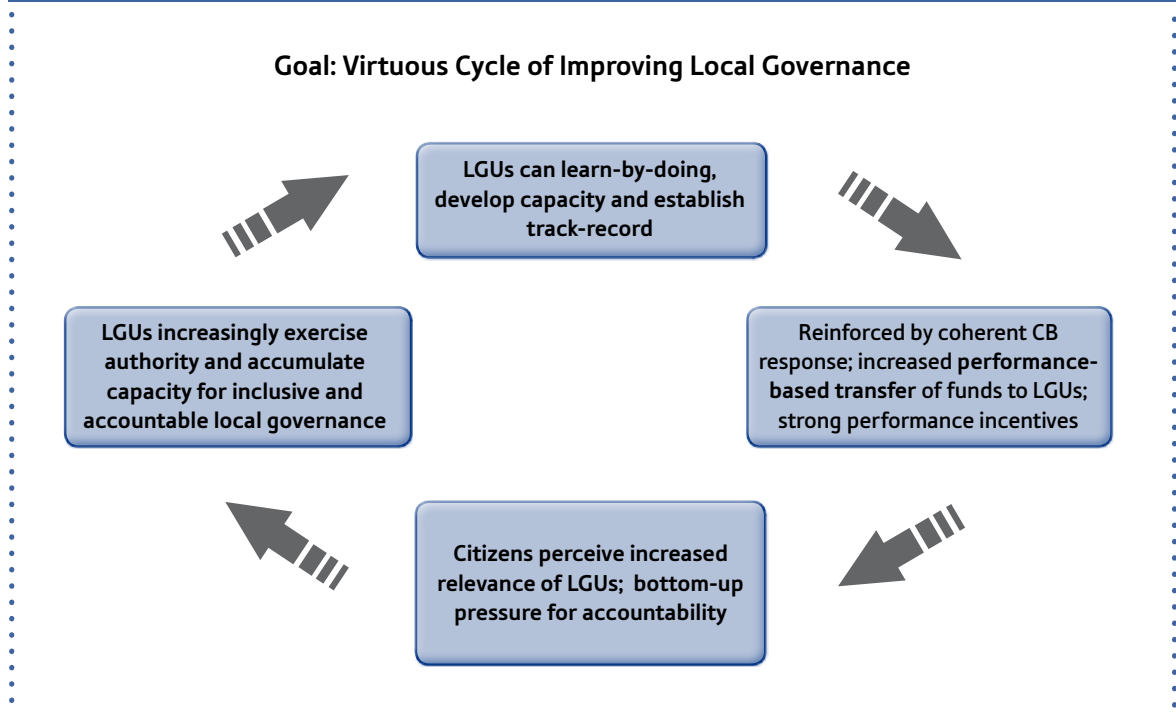 Goal: Virtuous Cycle of Improving Local Governance
LGUs can learn-by-doing,
develop capacity and establish
track-record
LGUs increasingly exercise
authority and accumulate
capacity for inclusive and
accountable local governance
Reinforced by coherent CB
response; increased performance-
based transfer of funds to LGUs;
strong performance incentives
Citizens perceive increased
relevance of LGUs;  bottom-up
pressure for accountability